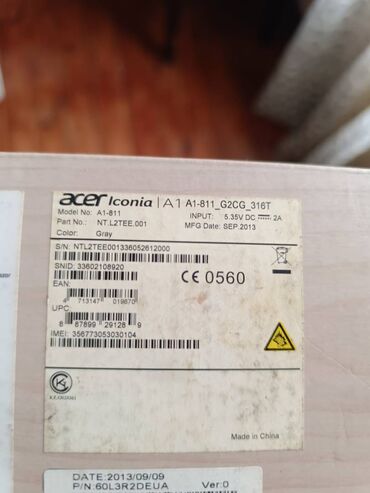 acer Iconia | A1 A1-811_G2CG_316T
Model No: A1-811 INPUT: 5.35V DC 2A
Part No.: NT.L2TEE.001 MFG Date: SEP.2013
Color: Gray
S/N: NTL2TEE001336052612000
SNID: 33602108920
CE 0560
EAN:
4 713147 019870
UPC
8 87899 29128 9
IMEI: 356773053030104
Made in China
DATE:2013/09/09
P/N:60L3R2DEUA Ver:0